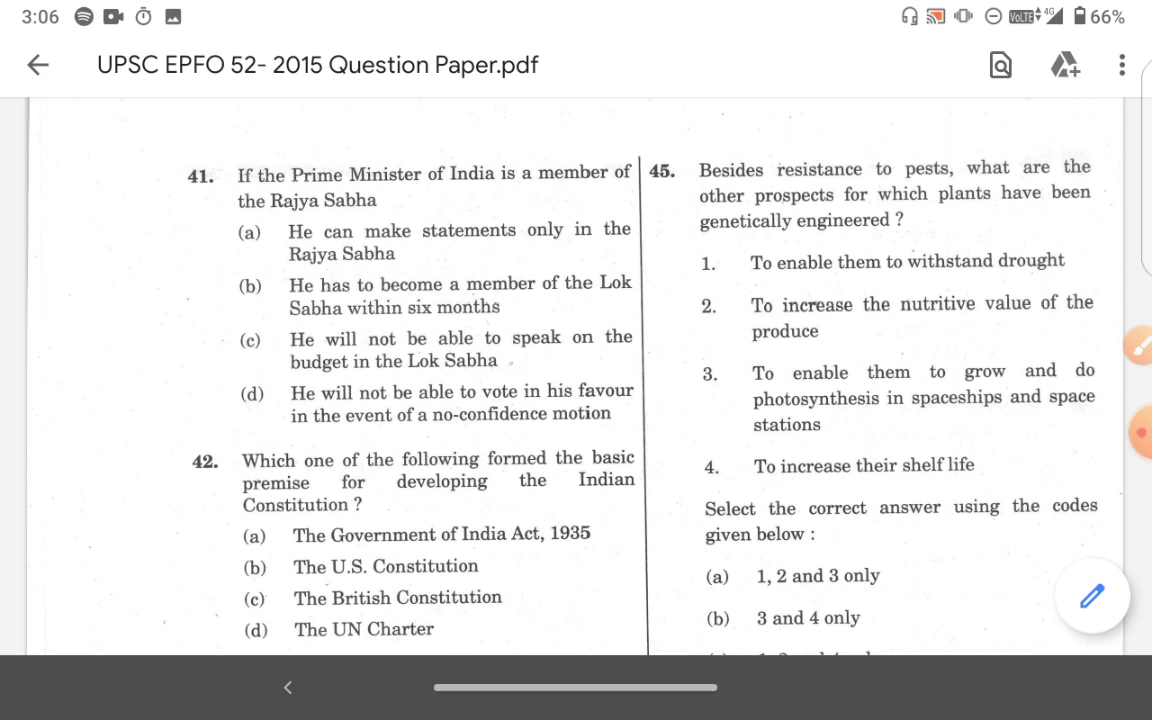 3:06
VoLTE 4G 66%
UPSC EPFO 52- 2015 Question Paper.pdf
41. If the Prime Minister of India is a member of
the Rajya Sabha
(a) He can make statements only in the
Rajya Sabha
(b) He has to become a member of the Lok
Sabha within six months
(c) He will not be able to speak on the
budget in the Lok Sabha
(d) He will not be able to vote in his favour
in the event of a no-confidence motion
42. Which one of the following formed the basic
premise for developing the Indian
Constitution ?
(a) The Government of India Act, 1935
(b) The U.S. Constitution
(c) The British Constitution
(d) The UN Charter
45. Besides resistance to pests, what are the
other prospects for which plants have been
genetically engineered ?
1. To enable them to withstand drought
2. To increase the nutritive value of the
produce
3. To enable them to grow and do
photosynthesis in spaceships and space
stations
4. To increase their shelf life
Select the correct answer using the codes
given below :
(a) 1, 2 and 3 only
(b) 3 and 4 only